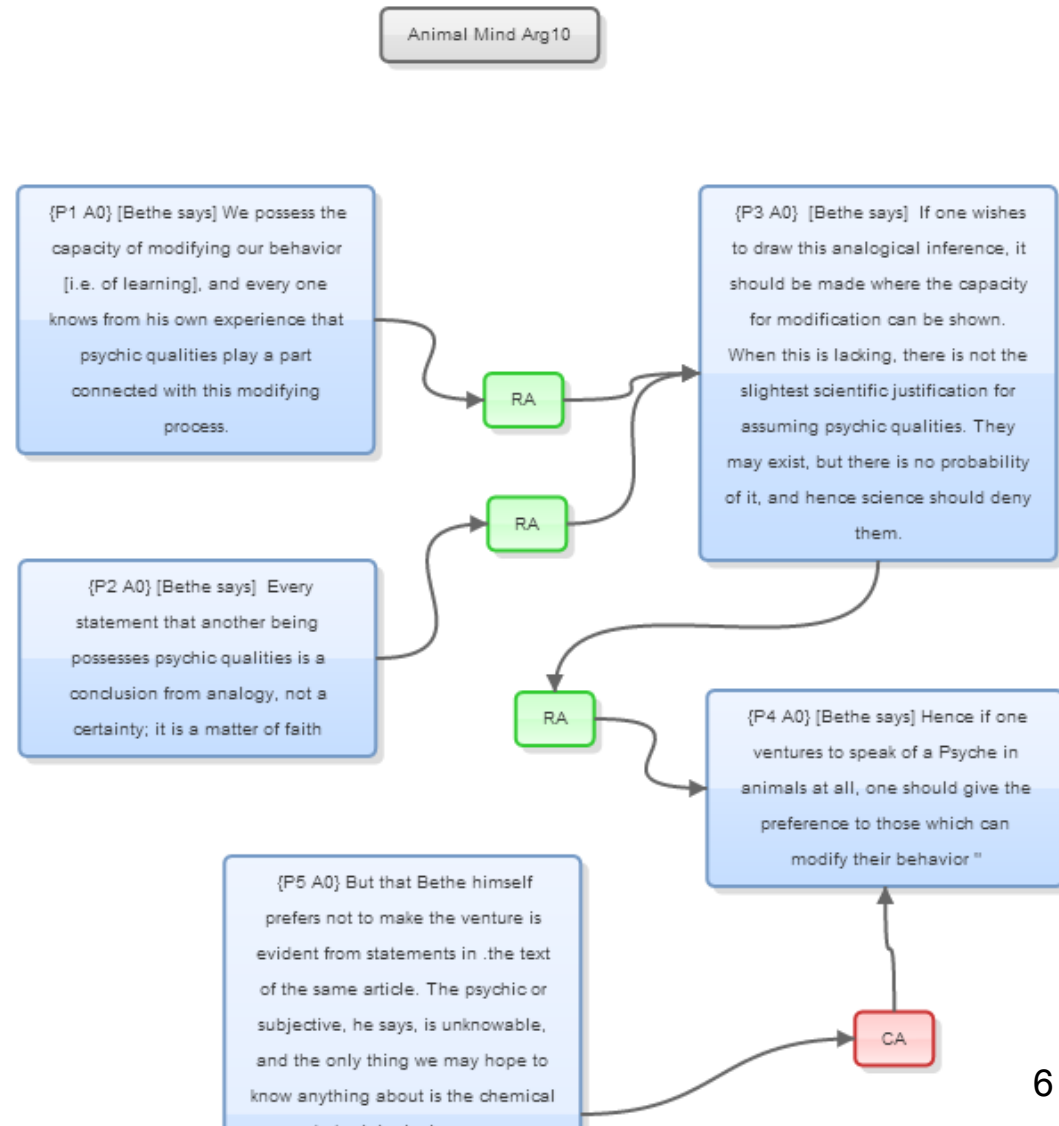 Animal Mind Arg10
{P1 A0} [Bethe says] We possess the
capacity of modifying our behavior
[i.e. of learning], and every one
knows from his own experience that
psychic qualities play a part
connected with this modifying
process.
RA
{P3 A0}  [Bethe says]  If one wishes
to draw this analogical inference, it
should be made where the capacity
for modification can be shown.
When this is lacking, there is not the
slightest scientific justification for
assuming psychic qualities. They
may exist, but there is no probability
of it, and hence science should deny
them.
RA
{P2 A0} [Bethe says]  Every
statement that another being
possesses psychic qualities is a
conclusion from analogy, not a
certainty; it is a matter of faith
RA
{P4 A0} [Bethe says] Hence if one
ventures to speak of a Psyche in
animals at all, one should give the
preference to those which can
modify their behavior "
{P5 A0} But that Bethe himself
prefers not to make the venture is
evident from statements in .the text
of the same article. The psychic or
subjective, he says, is unknowable,
and the only thing we may hope to
know anything about is the chemical
CA
6